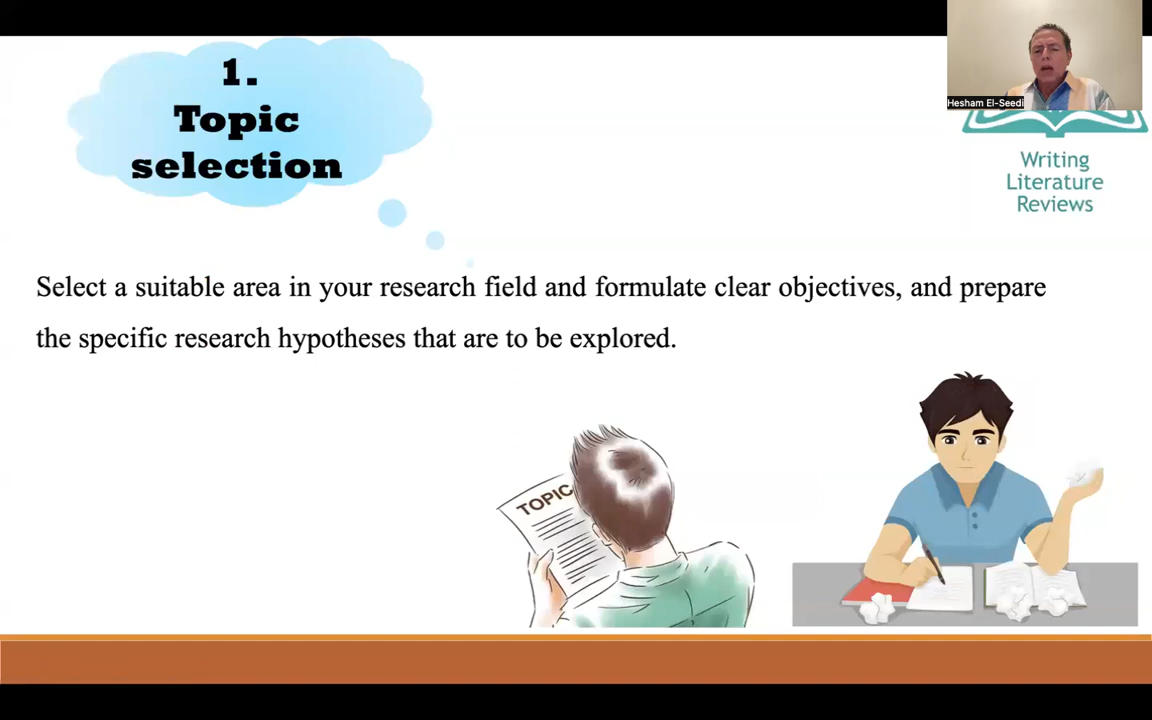 1.
Topic
selection
Hesham El-Seedi
Writing
Literature
Reviews
Select a suitable area in your research field and formulate clear objectives, and prepare
the specific research hypotheses that are to be explored.
TOPIC